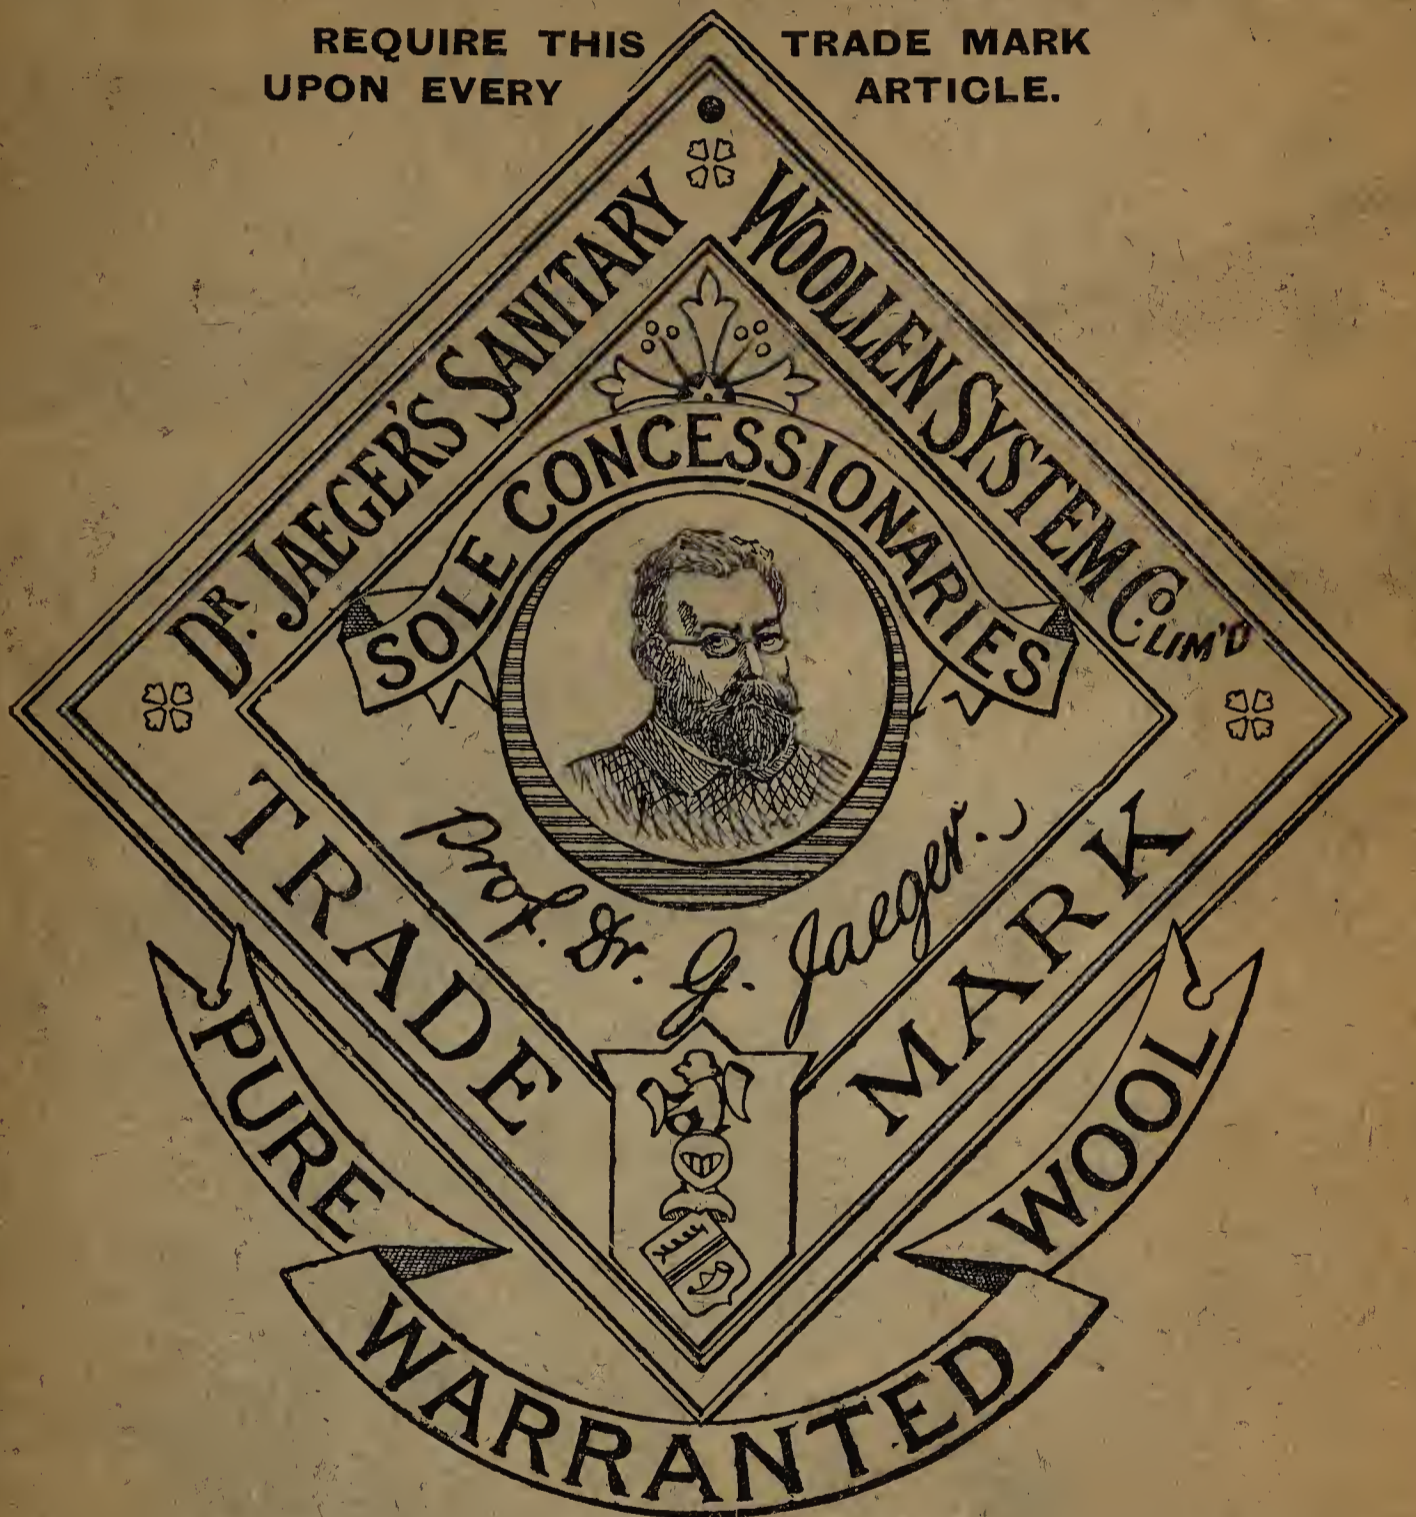 REQUIRE THIS TRADE MARK
UPON EVERY ARTICLE.
DR. JAEGER'S SANITARY
WOOLLEN SYSTEM CO. LIM'D
SOLE CONCESSIONARIES
Prof. Dr. G. Jaeger.
TRADE MARK
PURE WOOL
WARRANTED